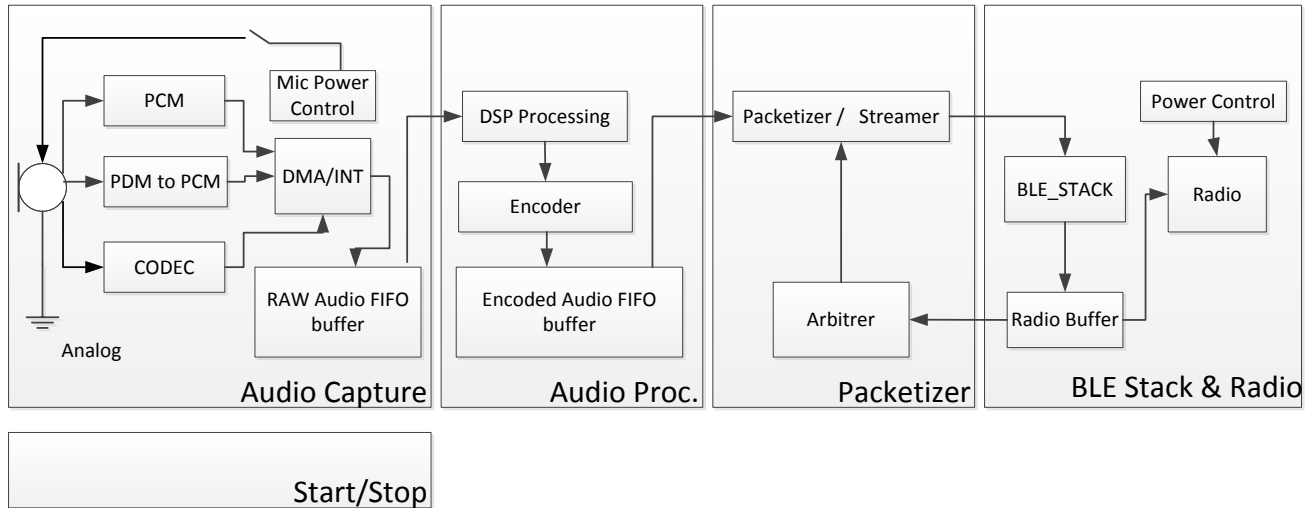 Mic Power
Control
PCM
PDM to PCM
DMA/INT
CODEC
RAW Audio FIFO
buffer
Analog
Audio Capture
DSP Processing
Encoder
Encoded Audio FIFO
buffer
Audio Proc.
Packetizer / Streamer
Arbitrer
Packetizer
Power Control
BLE_STACK
Radio
Radio Buffer
BLE Stack & Radio
Start/Stop